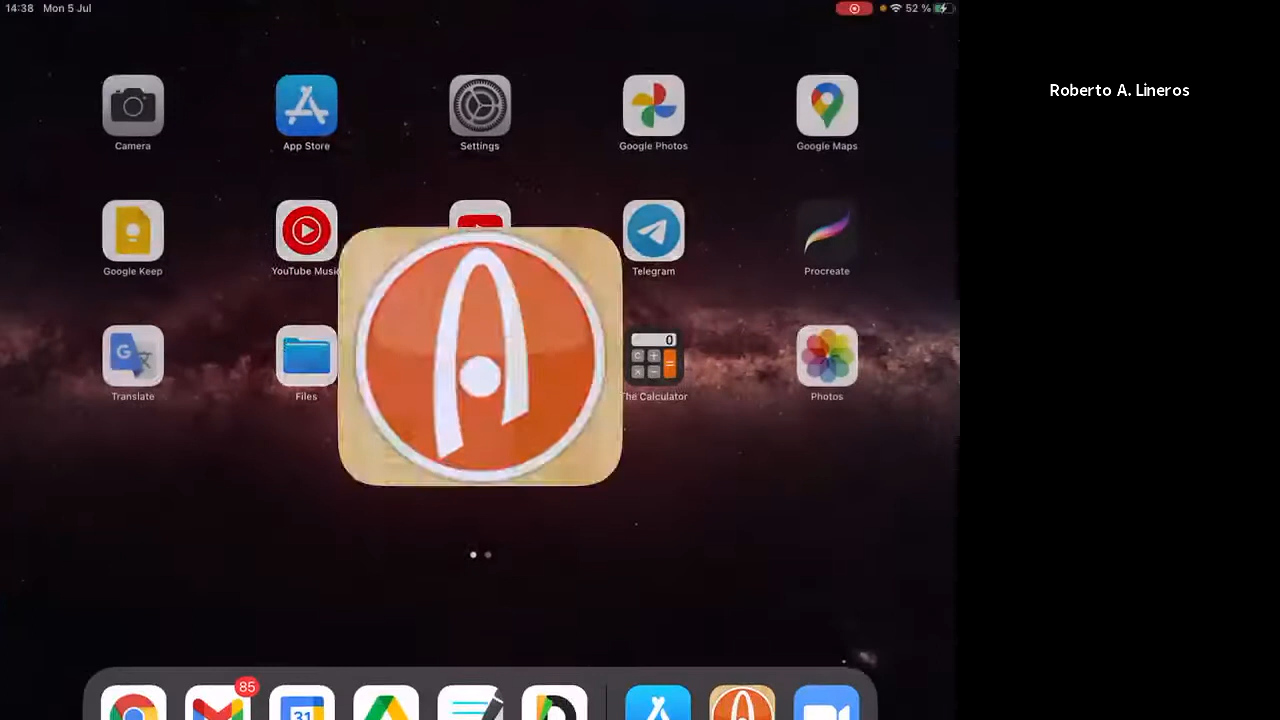 14:38 Mon 5 Jul
52 %
Roberto A. Lineros
Camera
App Store
Settings
Google Photos
Google Maps
Google Keep
YouTube Music
Telegram
Procreate
0
C + = × −
G
Translate
Files
The Calculator
Photos
85
31